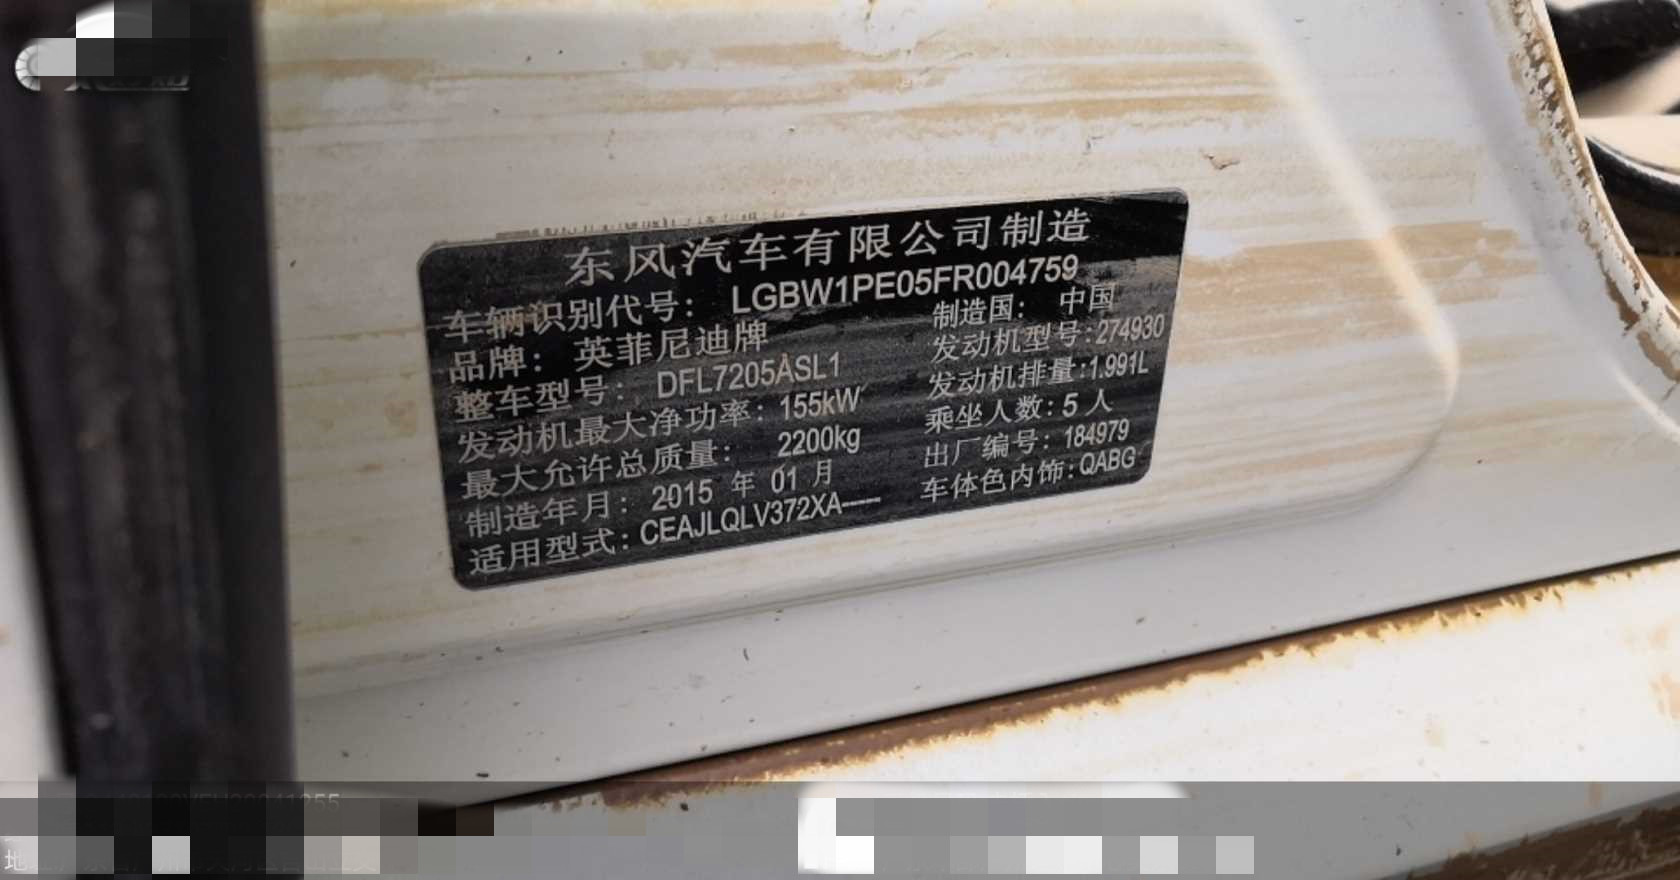 东风汽车有限公司制造
车辆识别代号： LGBW1PE05FR004759
品牌： 英菲尼迪牌 制造国： 中国
整车型号： DFL7205ASL1 发动机型号:274930
发动机最大净功率: 155kW 发动机排量:1.991L
最大允许总质量: 2200kg 乘坐人数: 5 人
制造年月: 2015 年 01 月 出厂编号: 184979
适用型式: CEAJLQLV372XA---- 车体色内饰:QABG
地